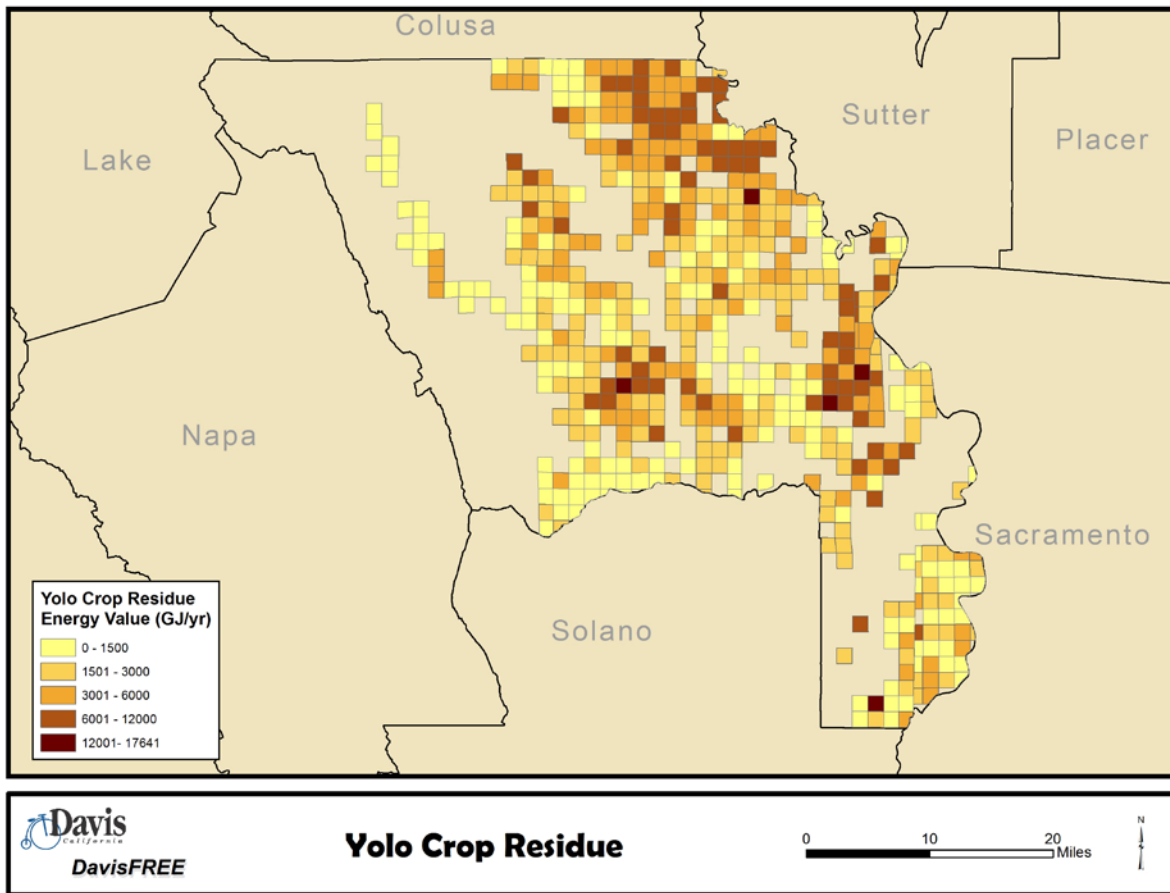 Colusa
Sutter
Placer
Lake
Napa
Sacramento
Solano
Yolo Crop Residue
Energy Value (GJ/yr)
0 - 1500
1501 - 3000
3001 - 6000
6001 - 12000
12001- 17641
Davis
California
DavisFREE
Yolo Crop Residue
0 10 20
Miles
N